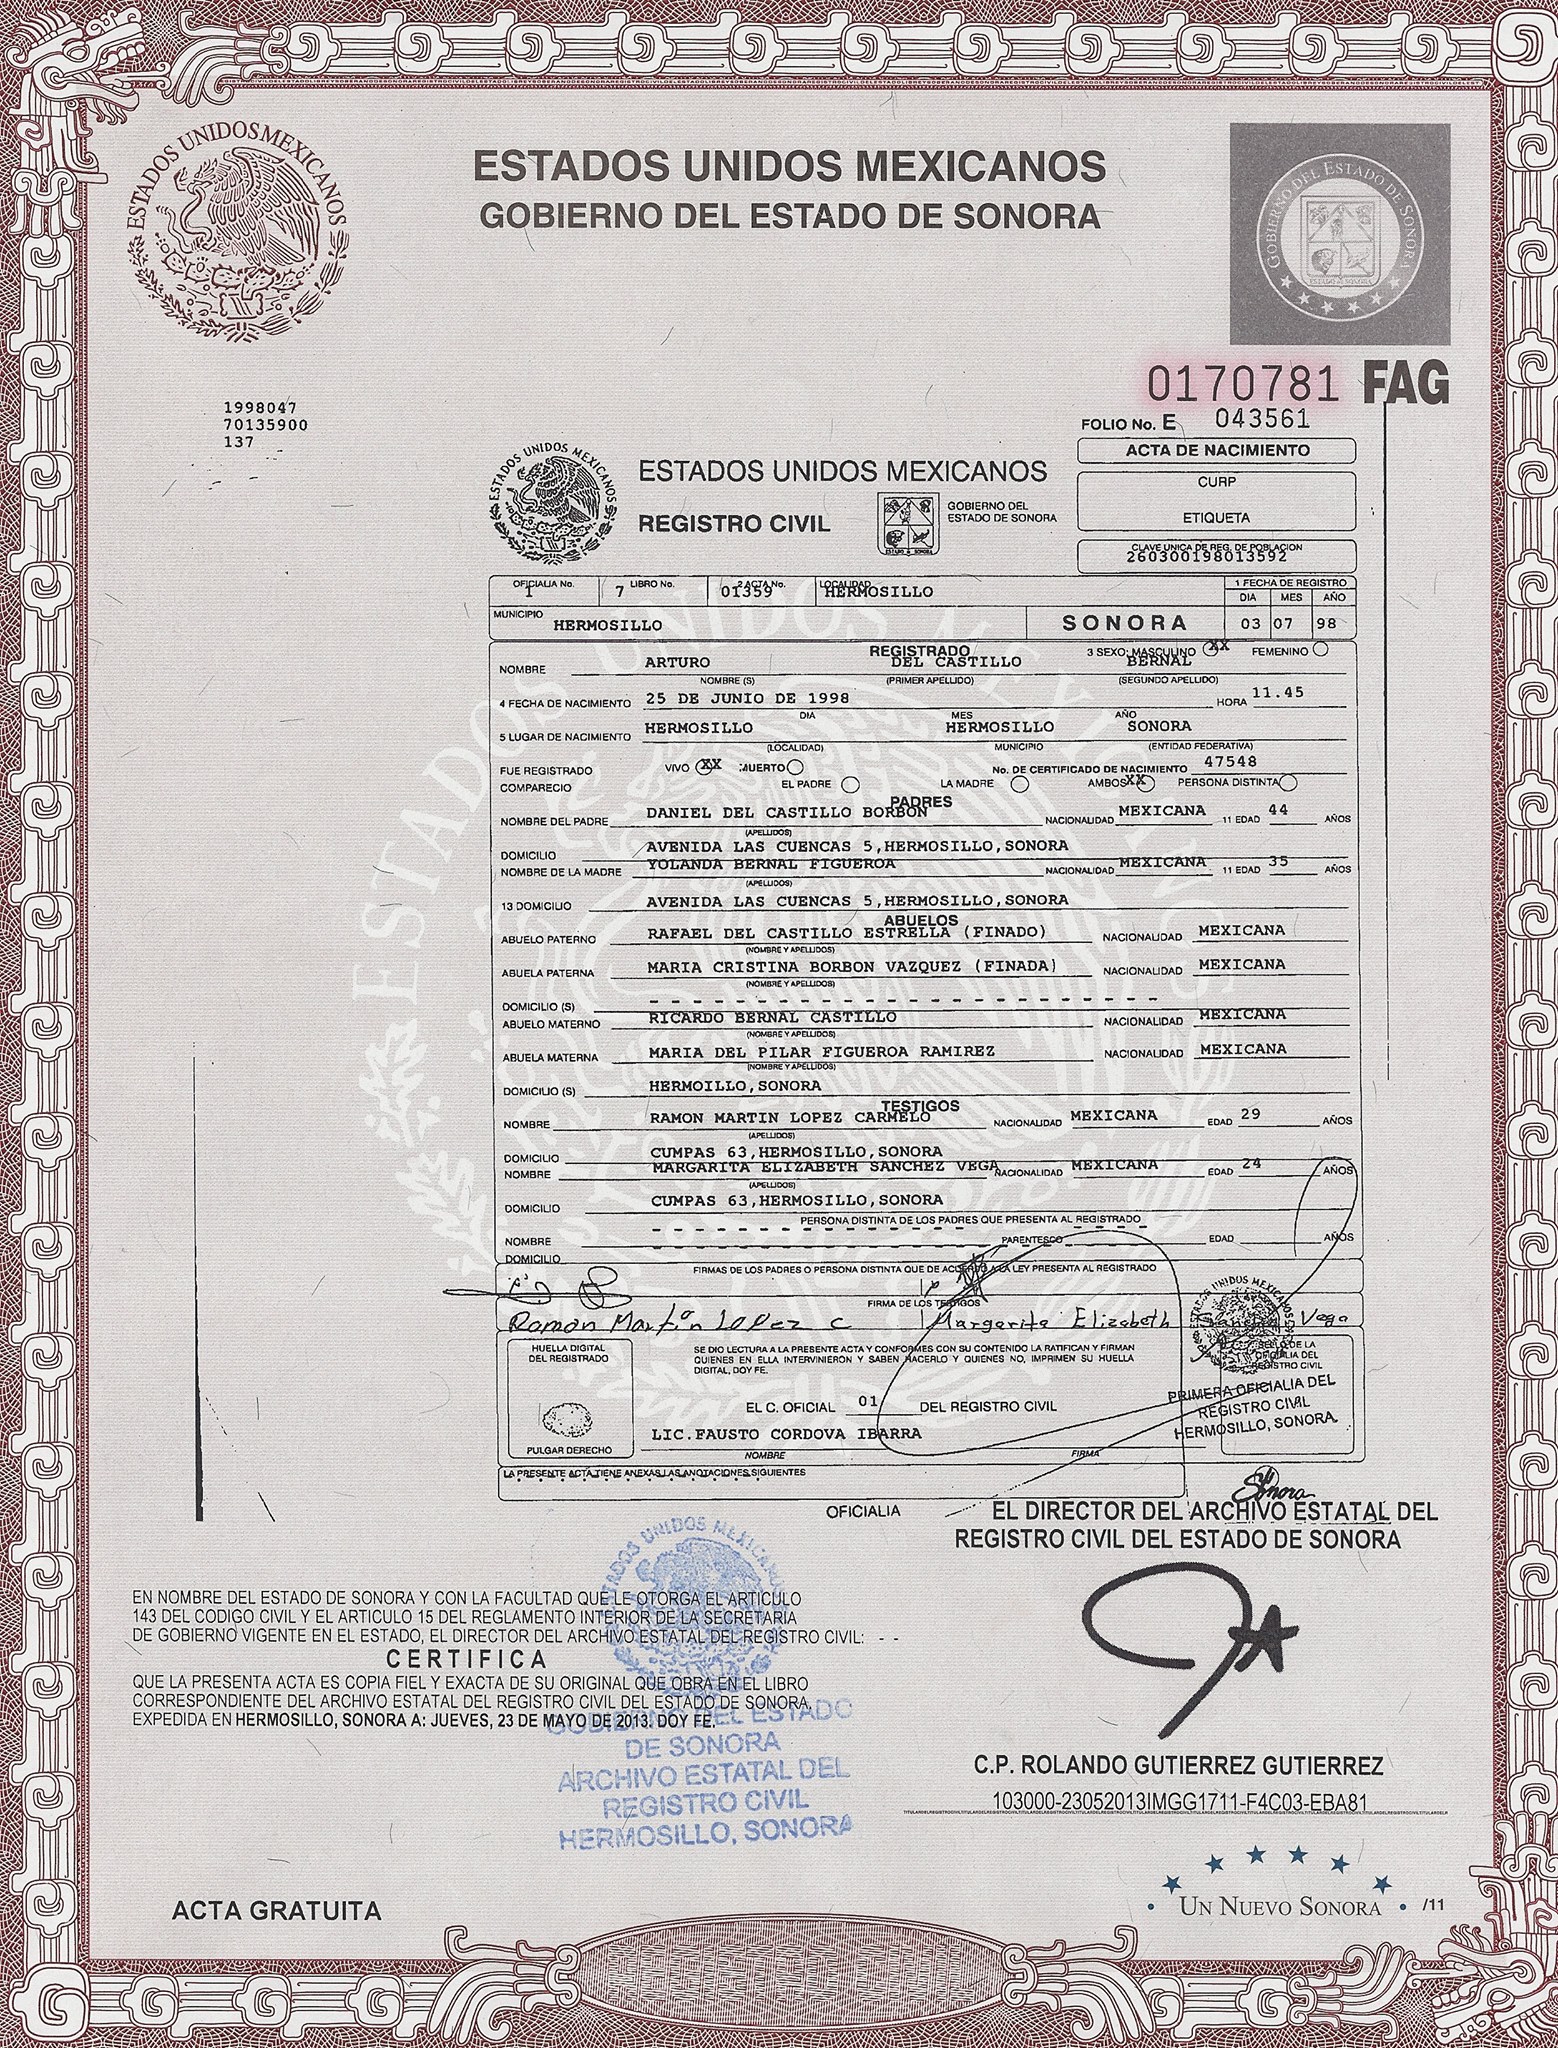 ESTADOS UNIDOS MEXICANOS
ESTADOS UNIDOS MEXICANOS
GOBIERNO DEL ESTADO DE SONORA
GOBIERNO DEL ESTADO DE SONORA
ESTADO DE SONORA
0170781 FAG
1998047
70135900
137
FOLIO No. E 043561
ACTA DE NACIMIENTO
ESTADOS UNIDOS MEXICANOS
ESTADOS UNIDOS MEXICANOS
REGISTRO CIVIL
GOBIERNO DEL
ESTADO DE SONORA
CURP
ETIQUETA
CLAVE UNICA DE REG. DE POBLACION
260300198013592
OFICIALIA No. LIBRO No. 2 ACTA No. LOCALIDAD 1 FECHA DE REGISTRO
1 7 01359 HERMOSILLO DIA MES AÑO
MUNICIPIO HERMOSILLO SONORA 03 07 98
REGISTRADO 3 SEXO: MASCULINO XX FEMENINO
NOMBRE ARTURO DEL CASTILLO BERNAL
NOMBRE (S) (PRIMER APELLIDO) (SEGUNDO APELLIDO)
4 FECHA DE NACIMIENTO 25 DE JUNIO DE 1998 HORA 11.45
DIA MES AÑO
5 LUGAR DE NACIMIENTO HERMOSILLO HERMOSILLO SONORA
(LOCALIDAD) MUNICIPIO (ENTIDAD FEDERATIVA)
FUE REGISTRADO VIVO XX MUERTO No. DE CERTIFICADO DE NACIMIENTO 47548
COMPARECIO EL PADRE LA MADRE AMBOS XX PERSONA DISTINTA
PADRES
NOMBRE DEL PADRE DANIEL DEL CASTILLO BORBON NACIONALIDAD MEXICANA 11 EDAD 44 AÑOS
(APELLIDOS)
DOMICILIO AVENIDA LAS CUENCAS 5,HERMOSILLO,SONORA
NOMBRE DE LA MADRE YOLANDA BERNAL FIGUEROA NACIONALIDAD MEXICANA 11 EDAD 35 AÑOS
(APELLIDOS)
13 DOMICILIO AVENIDA LAS CUENCAS 5,HERMOSILLO,SONORA
ABUELOS
ABUELO PATERNO RAFAEL DEL CASTILLO ESTRELLA (FINADO) NACIONALIDAD MEXICANA
(NOMBRE Y APELLIDOS)
ABUELA PATERNA MARIA CRISTINA BORBON VAZQUEZ (FINADA) NACIONALIDAD MEXICANA
(NOMBRE Y APELLIDOS)
DOMICILIO (S) - - - - - - - - - - - - - - - - - - - -
ABUELO MATERNO RICARDO BERNAL CASTILLO NACIONALIDAD MEXICANA
(NOMBRE Y APELLIDOS)
ABUELA MATERNA MARIA DEL PILAR FIGUEROA RAMIREZ NACIONALIDAD MEXICANA
(NOMBRE Y APELLIDOS)
DOMICILIO (S) HERMOILLO,SONORA
TESTIGOS
NOMBRE RAMON MARTIN LOPEZ CARMELO NACIONALIDAD MEXICANA EDAD 29 AÑOS
(APELLIDOS)
DOMICILIO CUMPAS 63,HERMOSILLO,SONORA
NOMBRE MARGARITA ELIZABETH SANCHEZ VEGA NACIONALIDAD MEXICANA EDAD 24 AÑOS
(APELLIDOS)
DOMICILIO CUMPAS 63,HERMOSILLO,SONORA
PERSONA DISTINTA DE LOS PADRES QUE PRESENTA AL REGISTRADO
NOMBRE PARENTESCO EDAD AÑOS
DOMICILIO
FIRMAS DE LOS PADRES O PERSONA DISTINTA QUE DE ACUERDO A LA LEY PRESENTA AL REGISTRADO
FIRMA DE LOS TESTIGOS
Ramon Martin Lopez C Margarita Elizabeth Sanchez Vega
ESTADOS UNIDOS MEXICANOS
HUELLA DIGITAL
DEL REGISTRADO
PULGAR DERECHO
SE DIO LECTURA A LA PRESENTE ACTA Y CONFORMES CON SU CONTENIDO LA RATIFICAN Y FIRMAN
QUIENES EN ELLA INTERVINIERON Y SABEN HACERLO Y QUIENES NO, IMPRIMEN SU HUELLA
DIGITAL, DOY FE.
SELLO DE LA
OFICIALIA DEL
REGISTRO CIVIL
PRIMERA OFICIALIA DEL
REGISTRO CIVIL
HERMOSILLO, SONORA.
EL C. OFICIAL 01 DEL REGISTRO CIVIL
LIC.FAUSTO CORDOVA IBARRA
NOMBRE FIRMA
LA PRESENTE ACTA TIENE ANEXAS LAS ANOTACIONES SIGUIENTES
OFICIALIA
Sonora
EL DIRECTOR DEL ARCHIVO ESTATAL DEL
REGISTRO CIVIL DEL ESTADO DE SONORA
EN NOMBRE DEL ESTADO DE SONORA Y CON LA FACULTAD QUE LE OTORGA EL ARTICULO
143 DEL CODIGO CIVIL Y EL ARTICULO 15 DEL REGLAMENTO INTERIOR DE LA SECRETARIA
DE GOBIERNO VIGENTE EN EL ESTADO, EL DIRECTOR DEL ARCHIVO ESTATAL DEL REGISTRO CIVIL: - -
CERTIFICA
QUE LA PRESENTE ACTA ES COPIA FIEL Y EXACTA DE SU ORIGINAL QUE OBRA EN EL LIBRO
CORRESPONDIENTE DEL ARCHIVO ESTATAL DEL REGISTRO CIVIL DEL ESTADO DE SONORA.
EXPEDIDA EN HERMOSILLO, SONORA A: JUEVES, 23 DE MAYO DE 2013. DOY FE.
ESTADOS UNIDOS MEXICANOS
GOBIERNO DEL ESTADO
DE SONORA
ARCHIVO ESTATAL DEL
REGISTRO CIVIL
HERMOSILLO, SONORA
C.P. ROLANDO GUTIERREZ GUTIERREZ
103000-23052013IMGG1711-F4C03-EBA81
ACTA GRATUITA
UN NUEVO SONORA /11